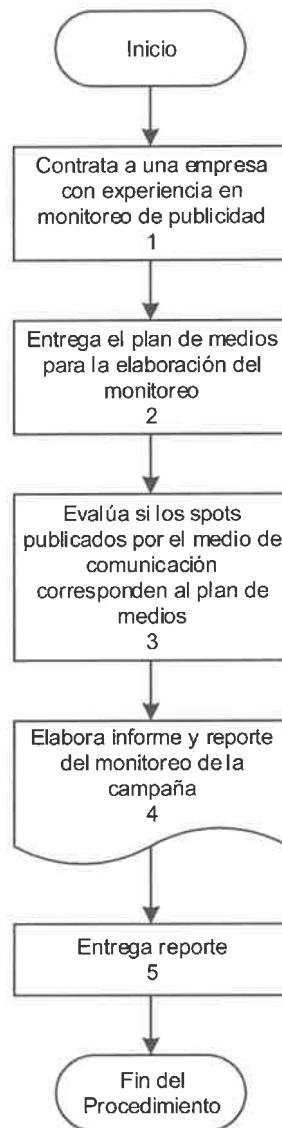 Inicio
Contrata a una empresa
con experiencia en
monitoreo de publicidad
1
Entrega el plan de medios
para la elaboración del
monitoreo
2
Evalúa si los spots
publicados por el medio de
comunicación
corresponden al plan de
medios
3
Elabora informe y reporte
del monitoreo de la
campaña
4
Entrega reporte
5
Fin del
Procedimiento